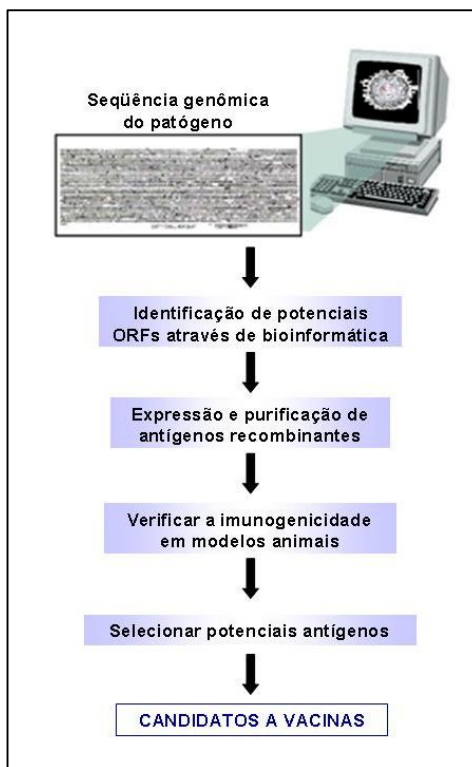 Seqüência genômica
do patógeno
Identificação de potenciais
ORFs através de bioinformática
Expressão e purificação de
antígenos recombinantes
Verificar a imunogenicidade
em modelos animais
Selecionar potenciais antígenos
CANDIDATOS A VACINAS